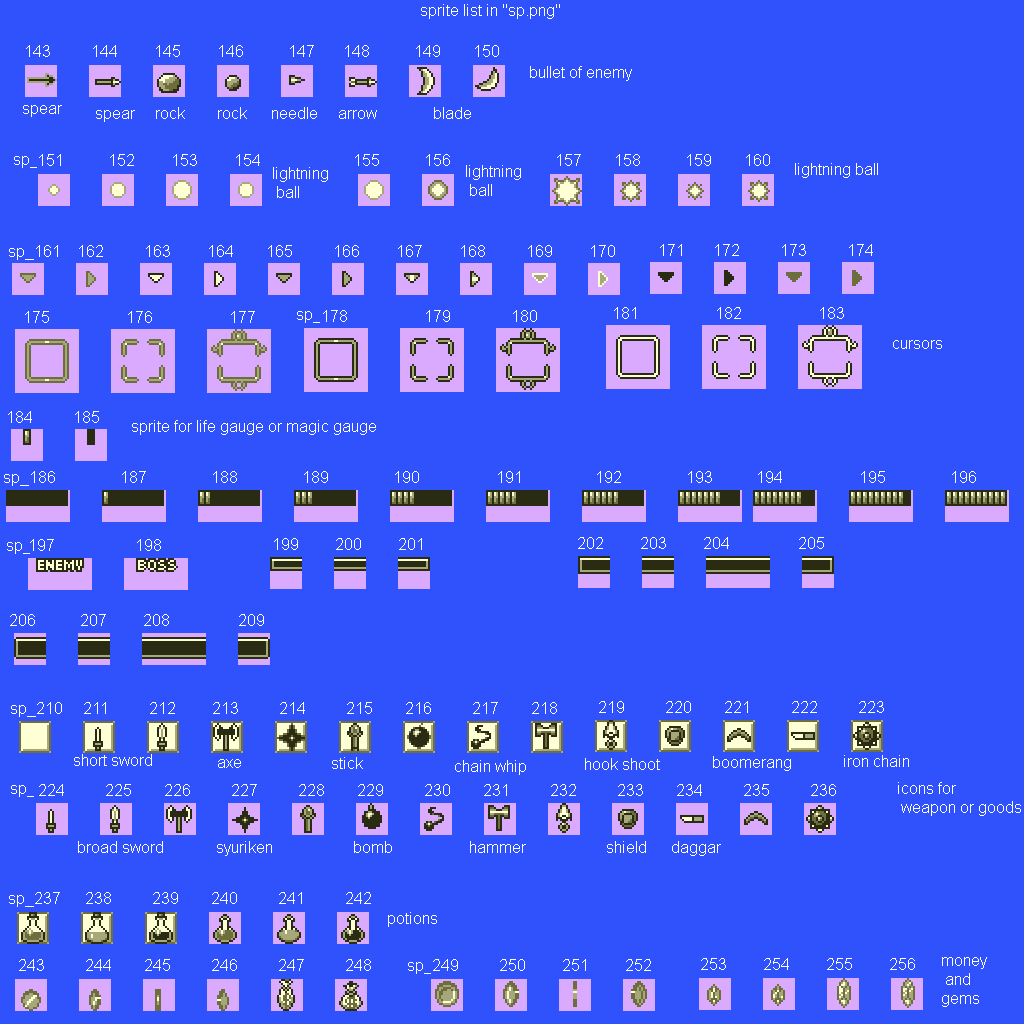 sprite list in "sp.png"
143 144 145 146 147 148 149 150
bullet of enemy
spear spear rock rock needle arrow blade
sp_151 152 153 154 155 156 157 158 159 160
lightning
ball
lightning
ball
lightning ball
sp_161 162 163 164 165 166 167 168 169 170 171 172 173 174
175 176 177 sp_178 179 180 181 182 183
cursors
184 185
sprite for life gauge or magic gauge
sp_186 187 188 189 190 191 192 193 194 195 196
sp_197 198 199 200 201 202 203 204 205
ENEMY BOSS
206 207 208 209
sp_210 211 212 213 214 215 216 217 218 219 220 221 222 223
short sword axe stick chain whip hook shoot boomerang iron chain
sp_224 225 226 227 228 229 230 231 232 233 234 235 236
icons for
weapon or goods
broad sword syuriken bomb hammer shield daggar
sp_237 238 239 240 241 242
potions
243 244 245 246 247 248 sp_249 250 251 252 253 254 255 256
money
and
gems